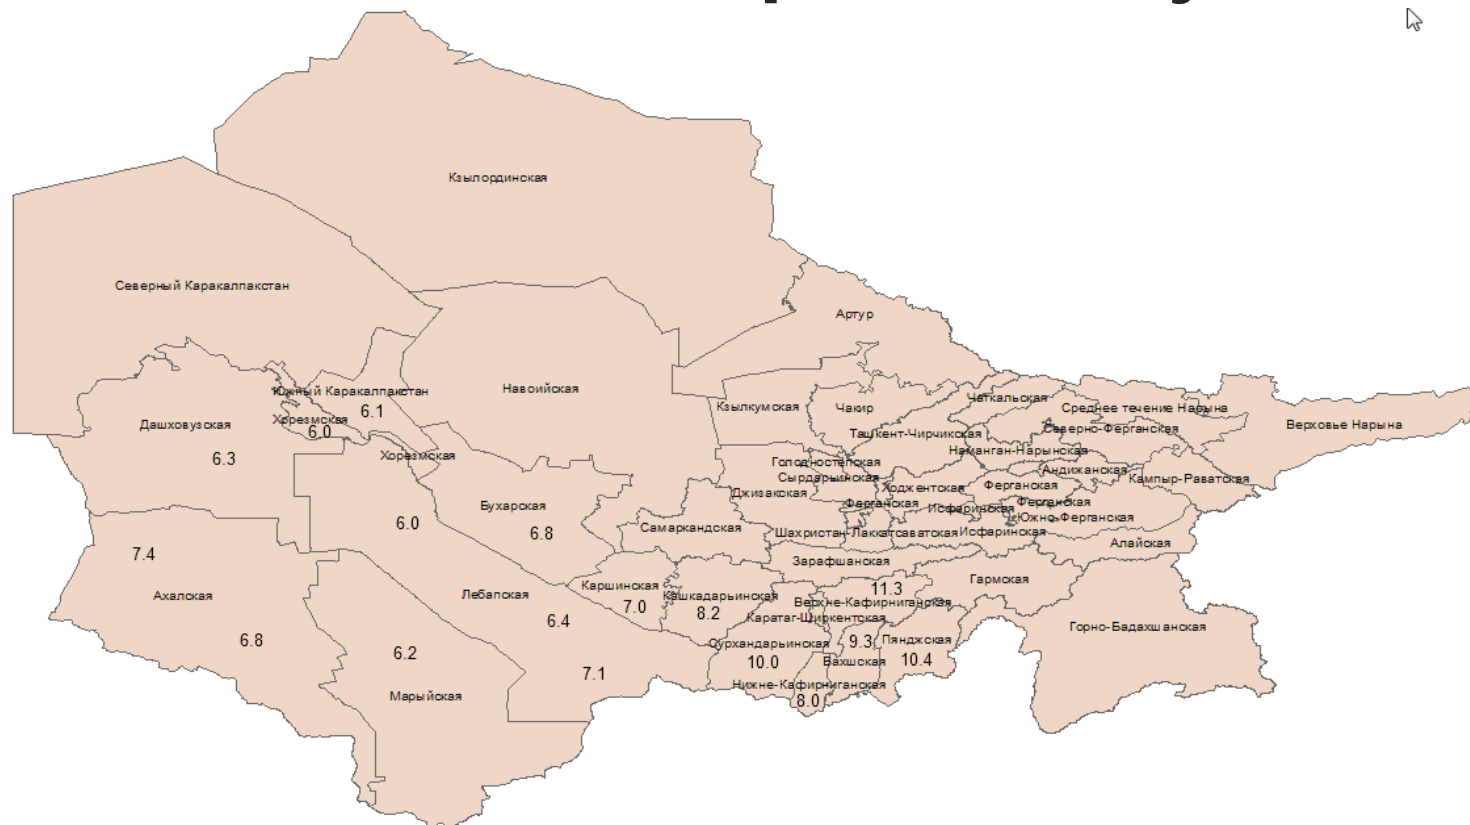 Кзылординская
Северный Каракалпакстан
Артур
Навоийская
Южный Каракалпакстан
6.1
Хорезмская
6.0
Дашховузская
6.3
Кзылкумская
Чакир
Чаткальская
Среднее течение Нарына
Верховье Нарына
Ташкент-Чирчикская
Северно-Ферганская
Наманган-Нарынская
Хорезмская
Голодностепская
Андижанская
Сырдарьинская
Кампыр-Раватская
Джизакская
Ходжентская
Ферганская
Бухарская
6.8
Ферганская
Исфаринская
Ферганская
Южно-Ферганская
6.0
Самаркандская
Шахристан-Лаккатсаватская
Исфаринская
Алайская
7.4
Зарафшанская
Ахалская
6.8
Лебапская
6.4
Каршинская
7.0
Кашкадарьинская
8.2
11.3
Гармская
Верхне-Кафирниганская
Каратаг-Ширкентская
Горно-Бадахшанская
Сурхандарьинская
10.0
9.3
Пянджская
10.4
6.2
Марыйская
7.1
Вахшская
Нижне-Кафирниганская
8.0